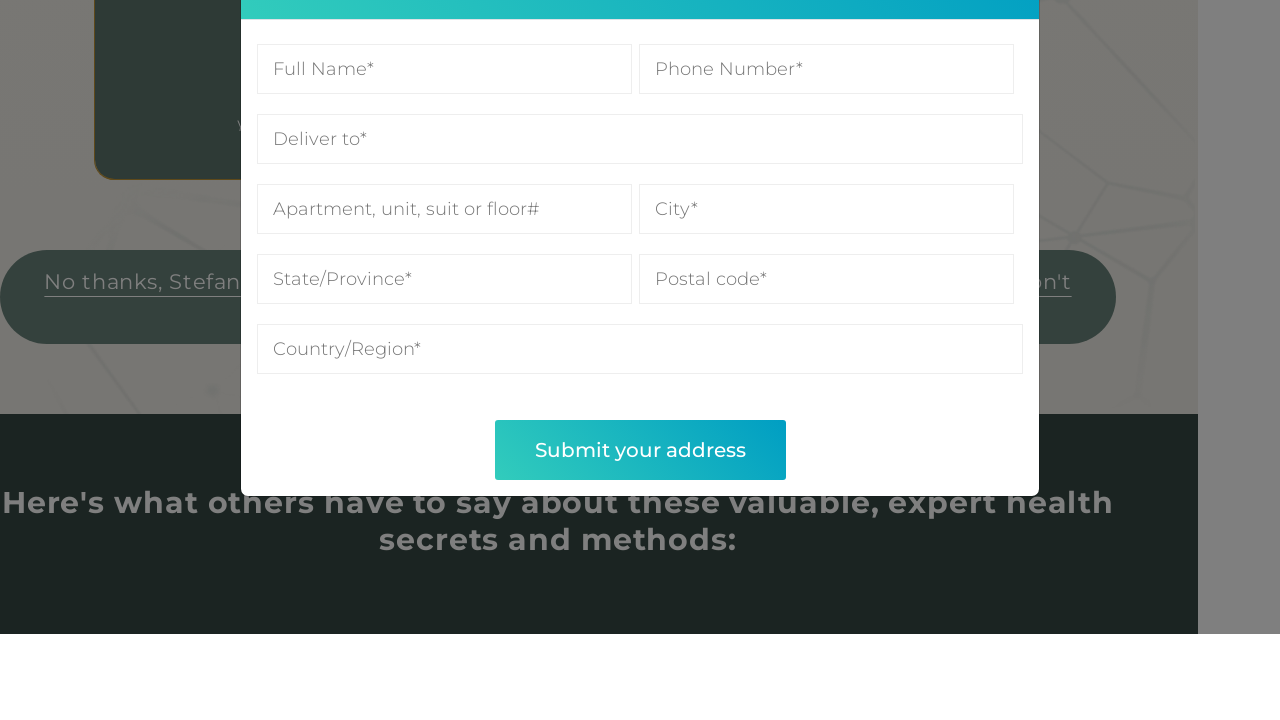 Full Name*
Phone Number*
Deliver to*
Apartment, unit, suit or floor#
City*
State/Province*
Postal code*
No thanks, Stefan
on't
Country/Region*
Submit your address
Here's what others have to say about these valuable, expert health
secrets and methods: